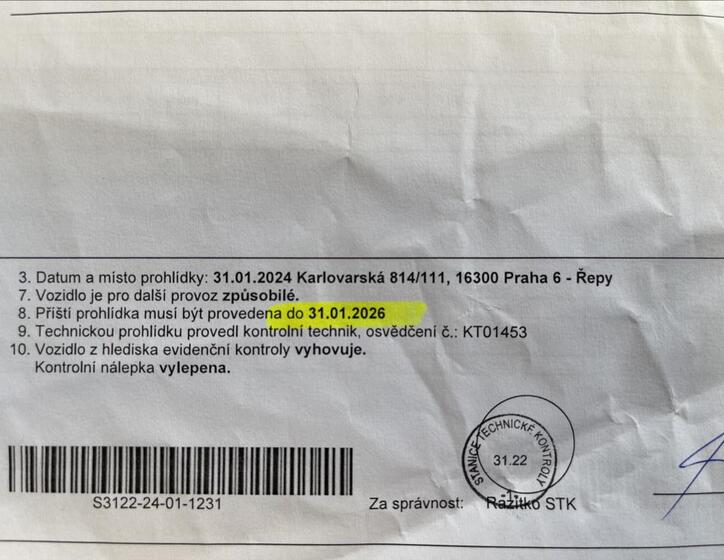 3. Datum a místo prohlídky: 31.01.2024 Karlovarská 814/111, 16300 Praha 6 - Řepy
7. Vozidlo je pro další provoz způsobilé.
8. Příští prohlídka musí být provedena do 31.01.2026
9. Technickou prohlídku provedl kontrolní technik, osvědčení č.: KT01453
10. Vozidlo z hlediska evidenční kontroly vyhovuje.
Kontrolní nálepka vylepena.
STANICE TECHNICKÉ KONTROLY
31.22
-1-
S3122-24-01-1231
Za správnost: Razítko STK